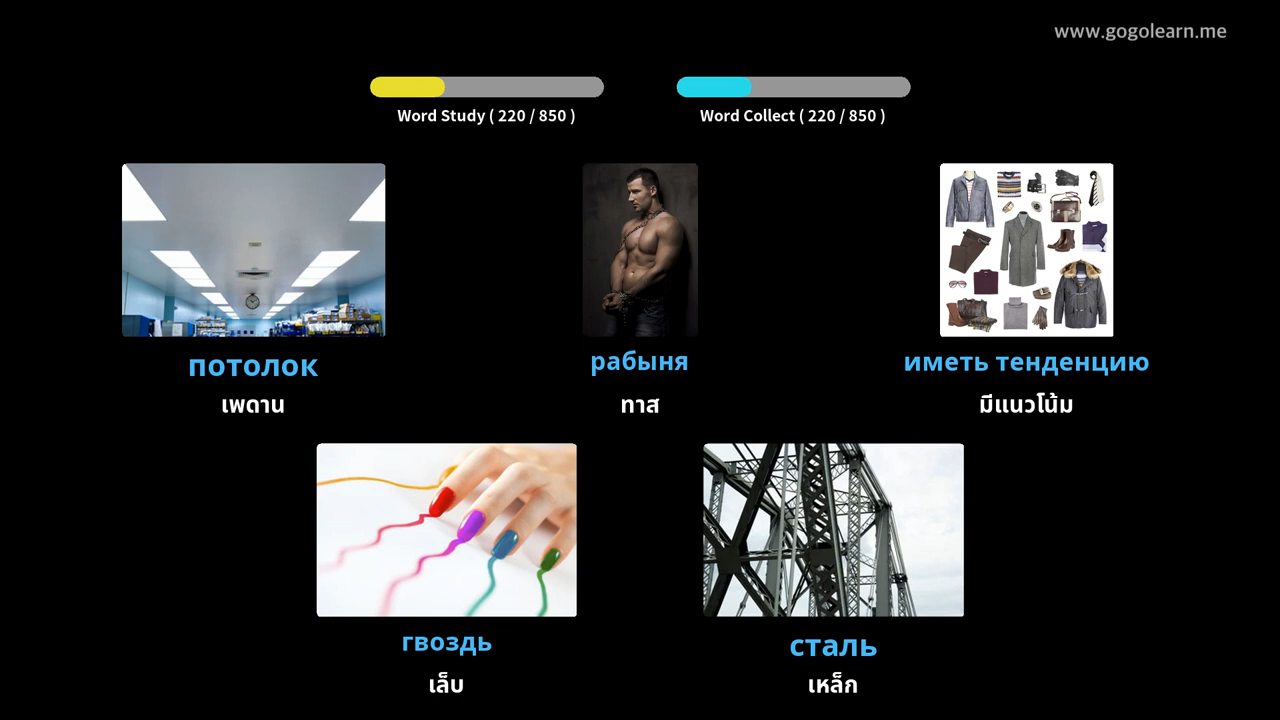 www.gogolearn.me
Word Study ( 220 / 850 )
Word Collect ( 220 / 850 )
потолок
เพดาน
рабыня
ทาส
иметь тенденцию
มีแนวโน้ม
гвоздь
เล็บ
сталь
เหล็ก